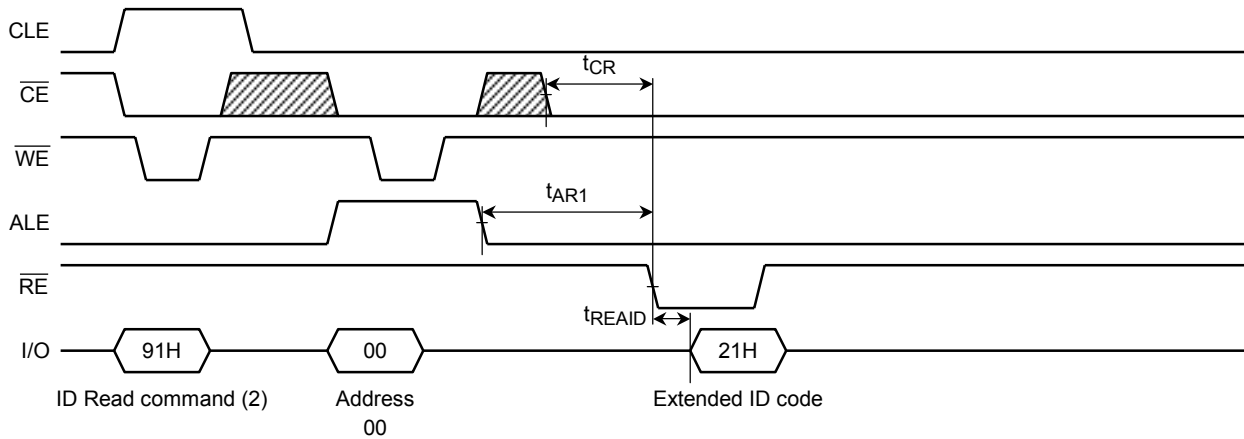 CLE
CE
tCR
WE
tAR1
ALE
RE
tREAID
I/O
91H
00
21H
ID Read command (2)
Address
00
Extended ID code